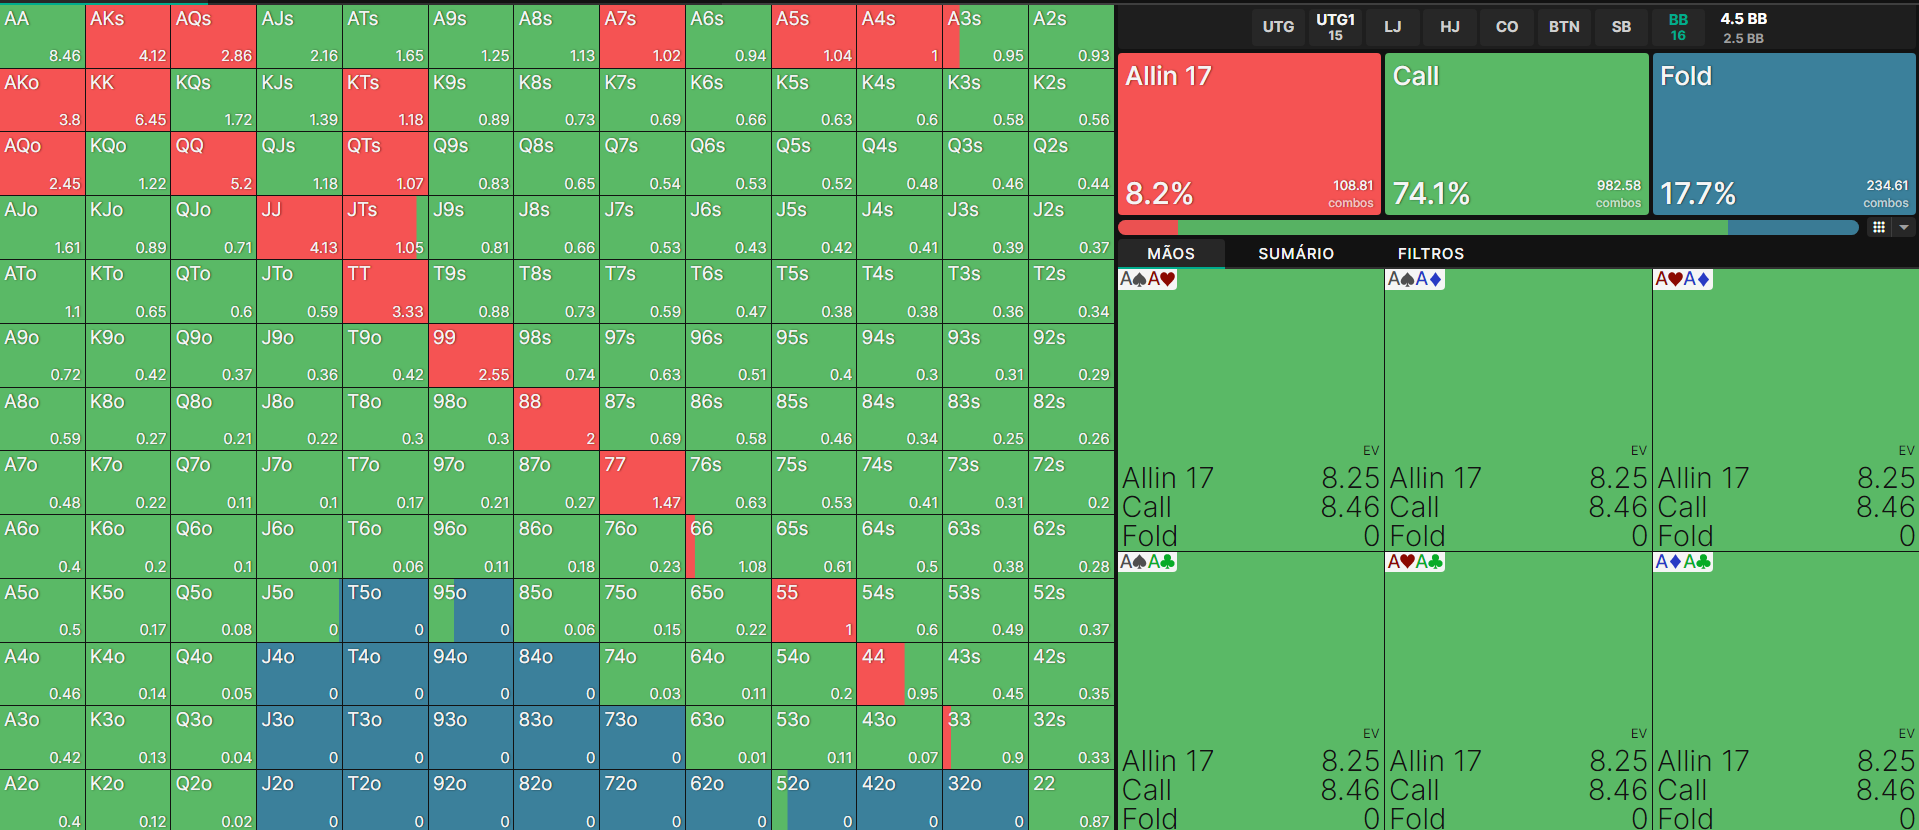 AA AKs AQs AJs ATs A9s A8s A7s A6s A5s A4s A3s A2s
8.46 4.12 2.86 2.16 1.65 1.25 1.13 1.02 0.94 1.04 1 0.95 0.93
AKo KK KQs KJs KTs K9s K8s K7s K6s K5s K4s K3s K2s
3.8 6.45 1.72 1.39 1.18 0.89 0.73 0.69 0.66 0.63 0.6 0.58 0.56
AQo KQo QQ QJs QTs Q9s Q8s Q7s Q6s Q5s Q4s Q3s Q2s
2.45 1.22 5.2 1.18 1.07 0.83 0.65 0.54 0.53 0.52 0.48 0.46 0.44
AJo KJo QJo JJ JTs J9s J8s J7s J6s J5s J4s J3s J2s
1.61 0.89 0.71 4.13 1.05 0.81 0.66 0.53 0.43 0.42 0.41 0.39 0.37
ATo KTo QTo JTo TT T9s T8s T7s T6s T5s T4s T3s T2s
1.1 0.65 0.6 0.59 3.33 0.88 0.73 0.59 0.47 0.38 0.38 0.36 0.34
A9o K9o Q9o J9o T9o 99 98s 97s 96s 95s 94s 93s 92s
0.72 0.42 0.37 0.36 0.42 2.55 0.74 0.63 0.51 0.4 0.3 0.31 0.29
A8o K8o Q8o J8o T8o 98o 88 87s 86s 85s 84s 83s 82s
0.59 0.27 0.21 0.22 0.3 0.3 2 0.69 0.58 0.46 0.34 0.25 0.26
A7o K7o Q7o J7o T7o 97o 87o 77 76s 75s 74s 73s 72s
0.48 0.22 0.11 0.1 0.17 0.21 0.27 1.47 0.63 0.53 0.41 0.31 0.2
A6o K6o Q6o J6o T6o 96o 86o 76o 66 65s 64s 63s 62s
0.4 0.2 0.1 0.01 0.06 0.11 0.18 0.23 1.08 0.61 0.5 0.38 0.28
A5o K5o Q5o J5o T5o 95o 85o 75o 65o 55 54s 53s 52s
0.5 0.17 0.08 0 0 0 0.06 0.15 0.22 1 0.6 0.49 0.37
A4o K4o Q4o J4o T4o 94o 84o 74o 64o 54o 44 43s 42s
0.46 0.14 0.05 0 0 0 0 0.03 0.11 0.2 0.95 0.45 0.35
A3o K3o Q3o J3o T3o 93o 83o 73o 63o 53o 43o 33 32s
0.42 0.13 0.04 0 0 0 0 0 0.01 0.11 0.07 0.9 0.33
A2o K2o Q2o J2o T2o 92o 82o 72o 62o 52o 42o 32o 22
0.4 0.12 0.02 0 0 0 0 0 0 0 0 0 0.87
UTG UTG1 LJ HJ CO BTN SB BB 4.5 BB
15 16 2.5 BB
Allin 17 Call Fold
8.2% 108.81 combos 74.1% 982.58 combos 17.7% 234.61 combos
MÃOS SUMÁRIO FILTROS
A♠A♥ A♠A♦ A♥A♦
EV EV EV
Allin 17 8.25 Allin 17 8.25 Allin 17 8.25
Call 8.46 Call 8.46 Call 8.46
Fold 0 Fold 0 Fold 0
A♠A♣ A♥A♣ A♦A♣
EV EV EV
Allin 17 8.25 Allin 17 8.25 Allin 17 8.25
Call 8.46 Call 8.46 Call 8.46
Fold 0 Fold 0 Fold 0